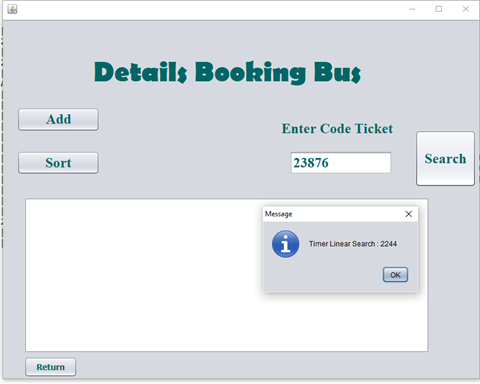 Details Booking Bus
Add
Enter Code Ticket
Sort
23876
Search
Message
Timer Linear Search : 2244
OK
Return